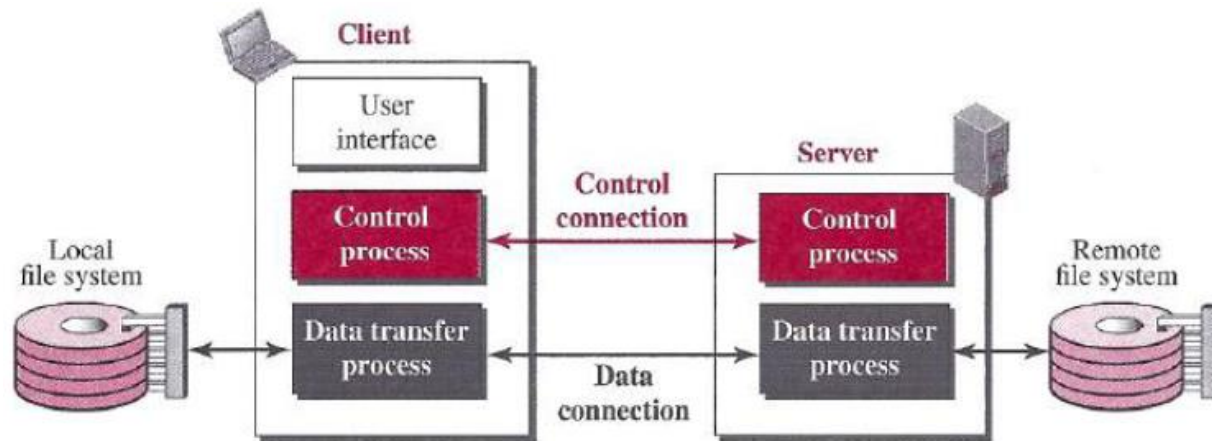 Client
User
interface
Server
Control
connection
Control
process
Control
process
Local
file system
Remote
file system
Data transfer
process
Data transfer
process
Data
connection